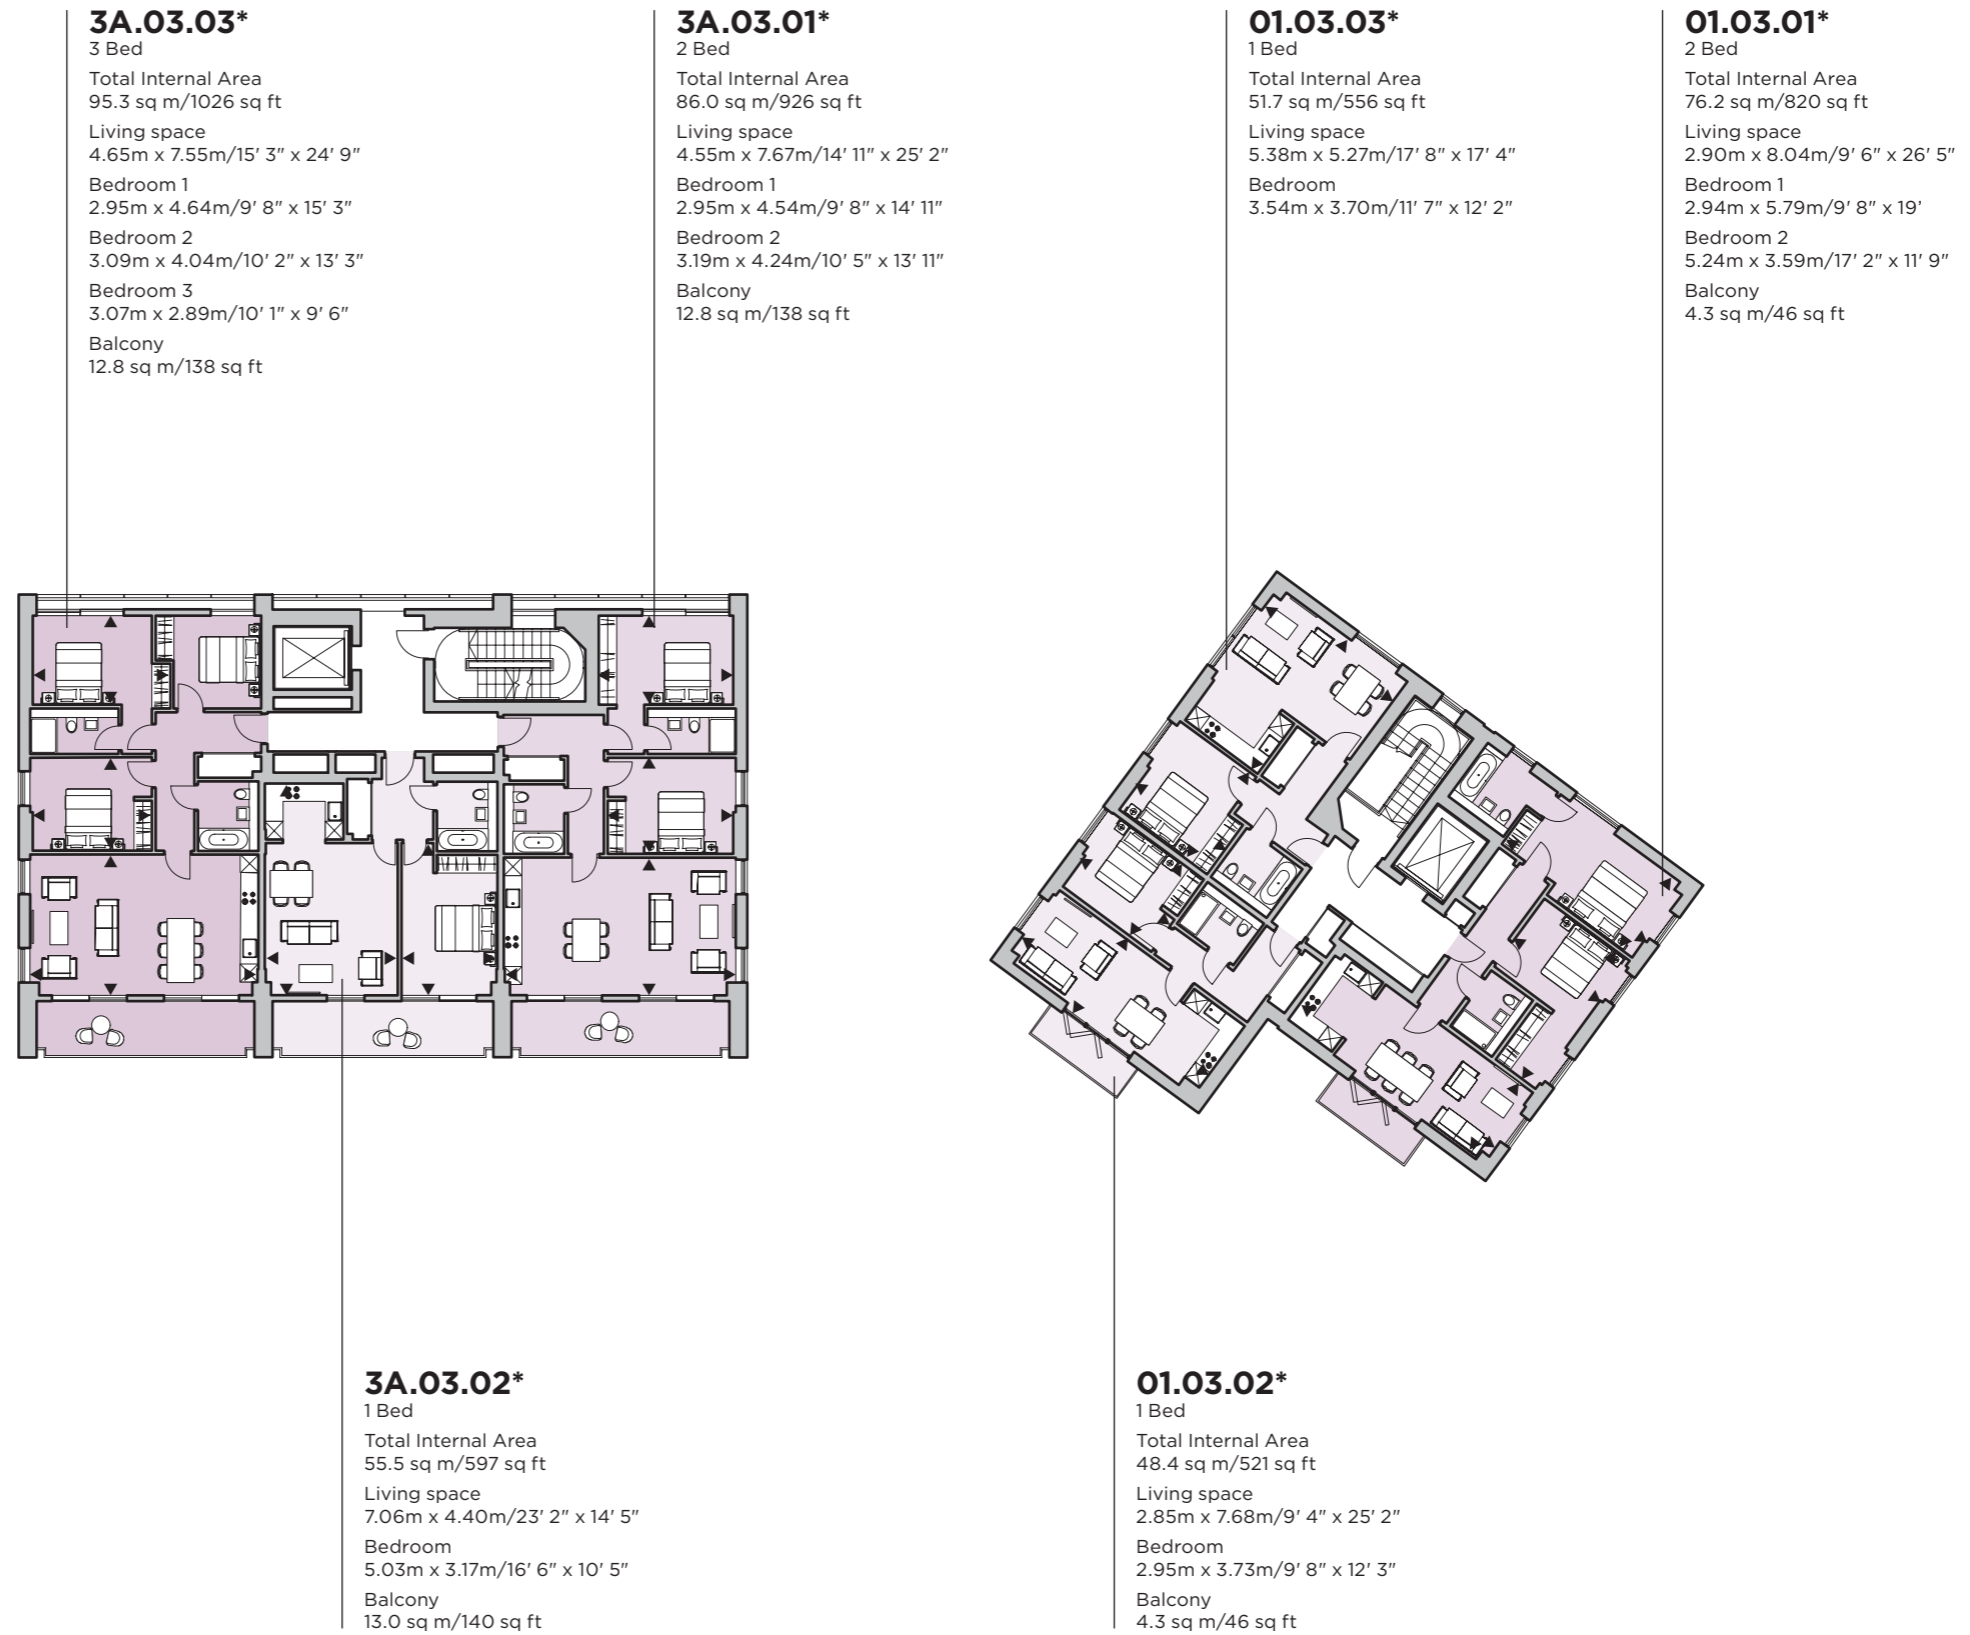 3A.03.03*
3 Bed
Total Internal Area
95.3 sq m/1026 sq ft
Living space
4.65m x 7.55m/15' 3" x 24' 9"
Bedroom 1
2.95m x 4.64m/9' 8" x 15' 3"
Bedroom 2
3.09m x 4.04m/10' 2" x 13' 3"
Bedroom 3
3.07m x 2.89m/10' 1" x 9' 6"
Balcony
12.8 sq m/138 sq ft
3A.03.01*
2 Bed
Total Internal Area
86.0 sq m/926 sq ft
Living space
4.55m x 7.67m/14' 11" x 25' 2"
Bedroom 1
2.95m x 4.54m/9' 8" x 14' 11"
Bedroom 2
3.19m x 4.24m/10' 5" x 13' 11"
Balcony
12.8 sq m/138 sq ft
01.03.03*
1 Bed
Total Internal Area
51.7 sq m/556 sq ft
Living space
5.38m x 5.27m/17' 8" x 17' 4"
Bedroom
3.54m x 3.70m/11' 7" x 12' 2"
01.03.01*
2 Bed
Total Internal Area
76.2 sq m/820 sq ft
Living space
2.90m x 8.04m/9' 6" x 26' 5"
Bedroom 1
2.94m x 5.79m/9' 8" x 19’
Bedroom 2
5.24m x 3.59m/17' 2" x 11' 9"
Balcony
4.3 sq m/46 sq ft
3A.03.02*
1 Bed
Total Internal Area
55.5 sq m/597 sq ft
Living space
7.06m x 4.40m/23' 2" x 14' 5"
Bedroom
5.03m x 3.17m/16' 6" x 10' 5"
Balcony
13.0 sq m/140 sq ft
01.03.02*
1 Bed
Total Internal Area
48.4 sq m/521 sq ft
Living space
2.85m x 7.68m/9' 4" x 25' 2"
Bedroom
2.95m x 3.73m/9' 8" x 12' 3"
Balcony
4.3 sq m/46 sq ft